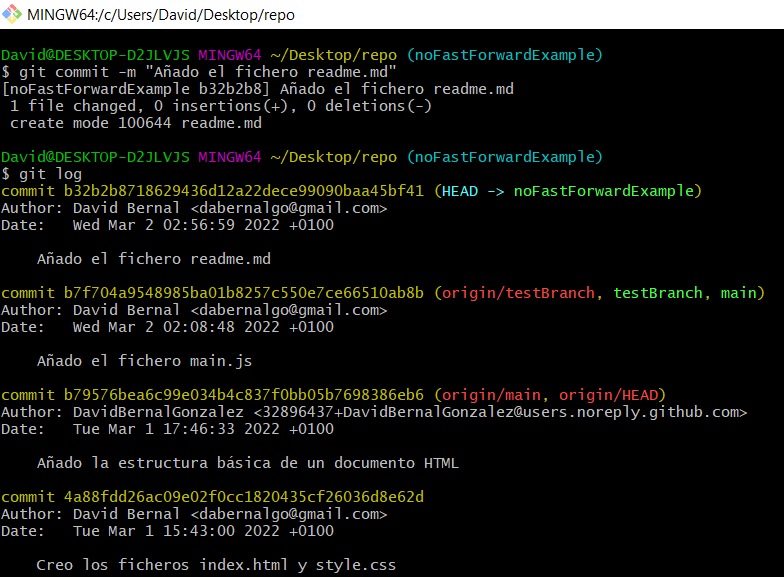 MINGW64:/c/Users/David/Desktop/repo
David@DESKTOP-D2JLVJS MINGW64 ~/Desktop/repo (noFastForwardExample)
$ git commit -m "Añado el fichero readme.md"
[noFastForwardExample b32b2b8] Añado el fichero readme.md
 1 file changed, 0 insertions(+), 0 deletions(-)
 create mode 100644 readme.md
David@DESKTOP-D2JLVJS MINGW64 ~/Desktop/repo (noFastForwardExample)
$ git log
commit b32b2b8718629436d12a22dece99090baa45bf41 (HEAD -> noFastForwardExample)
Author: David Bernal <dabernalgo@gmail.com>
Date:   Wed Mar 2 02:56:59 2022 +0100
    Añado el fichero readme.md
commit b7f704a9548985ba01b8257c550e7ce66510ab8b (origin/testBranch, testBranch, main)
Author: David Bernal <dabernalgo@gmail.com>
Date:   Wed Mar 2 02:08:48 2022 +0100
    Añado el fichero main.js
commit b79576bea6c99e034b4c837f0bb05b7698386eb6 (origin/main, origin/HEAD)
Author: DavidBernalGonzalez <32896437+DavidBernalGonzalez@users.noreply.github.com>
Date:   Tue Mar 1 17:46:33 2022 +0100
    Añado la estructura básica de un documento HTML
commit 4a88fdd26ac09e02f0cc1820435cf26036d8e62d
Author: David Bernal <dabernalgo@gmail.com>
Date:   Tue Mar 1 15:43:00 2022 +0100
    Creo los ficheros index.html y style.css